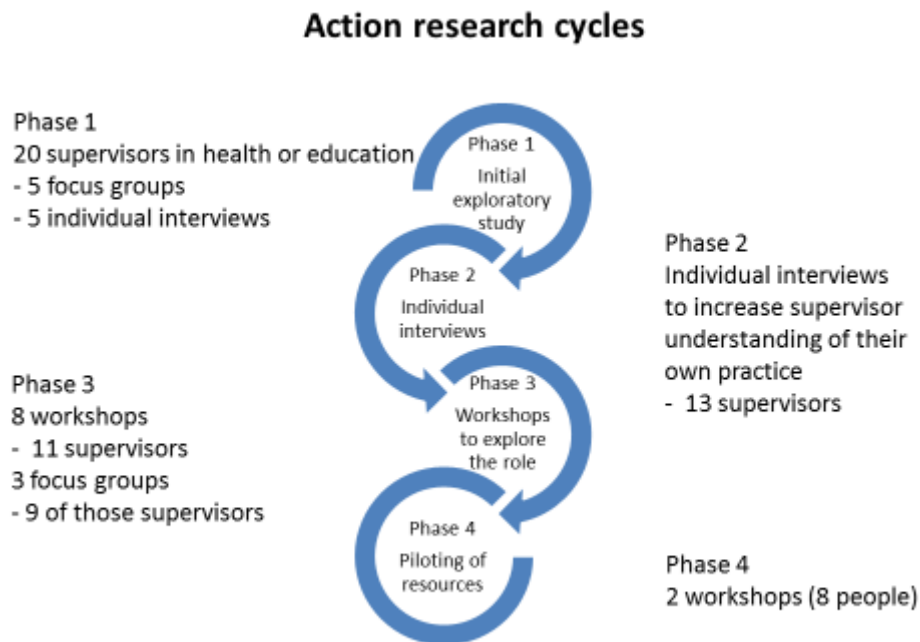 Action research cycles
Phase 1
20 supervisors in health or education
- 5 focus groups
- 5 individual interviews
Phase 1
Initial
exploratory
study
Phase 2
Individual
interviews
Phase 2
Individual interviews
to increase supervisor
understanding of their
own practice
- 13 supervisors
Phase 3
8 workshops
- 11 supervisors
3 focus groups
- 9 of those supervisors
Phase 3
Workshops
to explore
the role
Phase 4
Piloting of
resources
Phase 4
2 workshops (8 people)